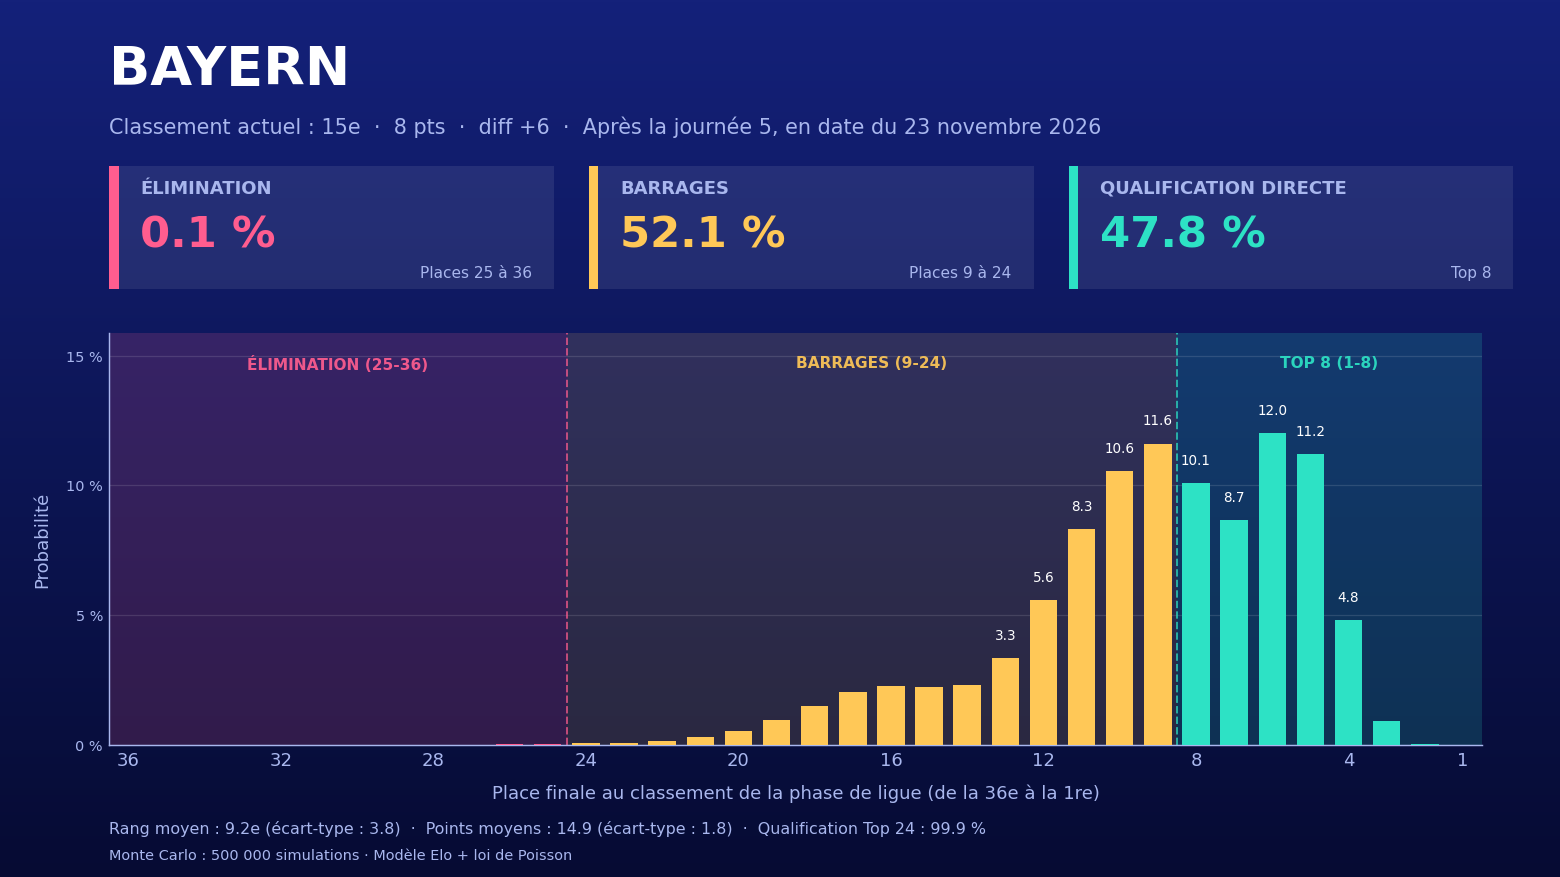 BAYERN
Classement actuel : 15e · 8 pts · diff +6 · Après la journée 5, en date du 23 novembre 2026
ÉLIMINATION
0.1 %
Places 25 à 36
BARRAGES
52.1 %
Places 9 à 24
QUALIFICATION DIRECTE
47.8 %
Top 8
ÉLIMINATION (25-36)
BARRAGES (9-24)
TOP 8 (1-8)
15 %
10 %
5 %
0 %
Probabilité
3.3
5.6
8.3
10.6
11.6
10.1
8.7
12.0
11.2
4.8
36 32 28 24 20 16 12 8 4 1
Place finale au classement de la phase de ligue (de la 36e à la 1re)
Rang moyen : 9.2e (écart-type : 3.8) · Points moyens : 14.9 (écart-type : 1.8) · Qualification Top 24 : 99.9 %
Monte Carlo : 500 000 simulations · Modèle Elo + loi de Poisson